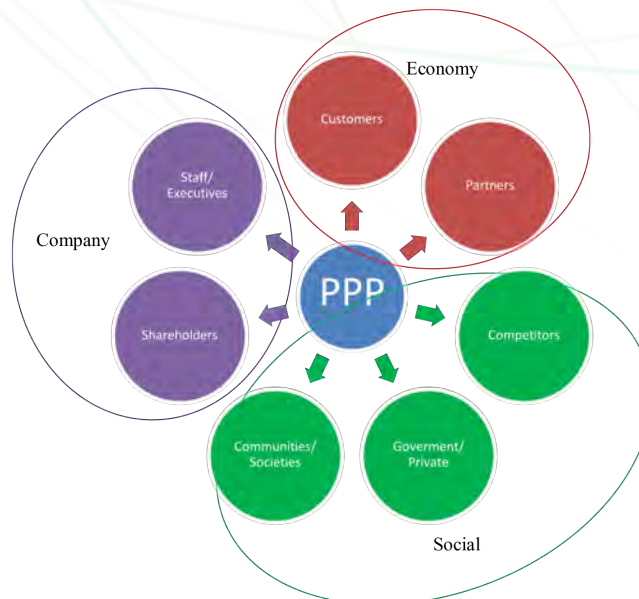 Economy
Customers
Partners
Staff/
Executives
Company
PPP
Shareholders
Competitors
Communities/
Societies
Goverment/
Private
Social